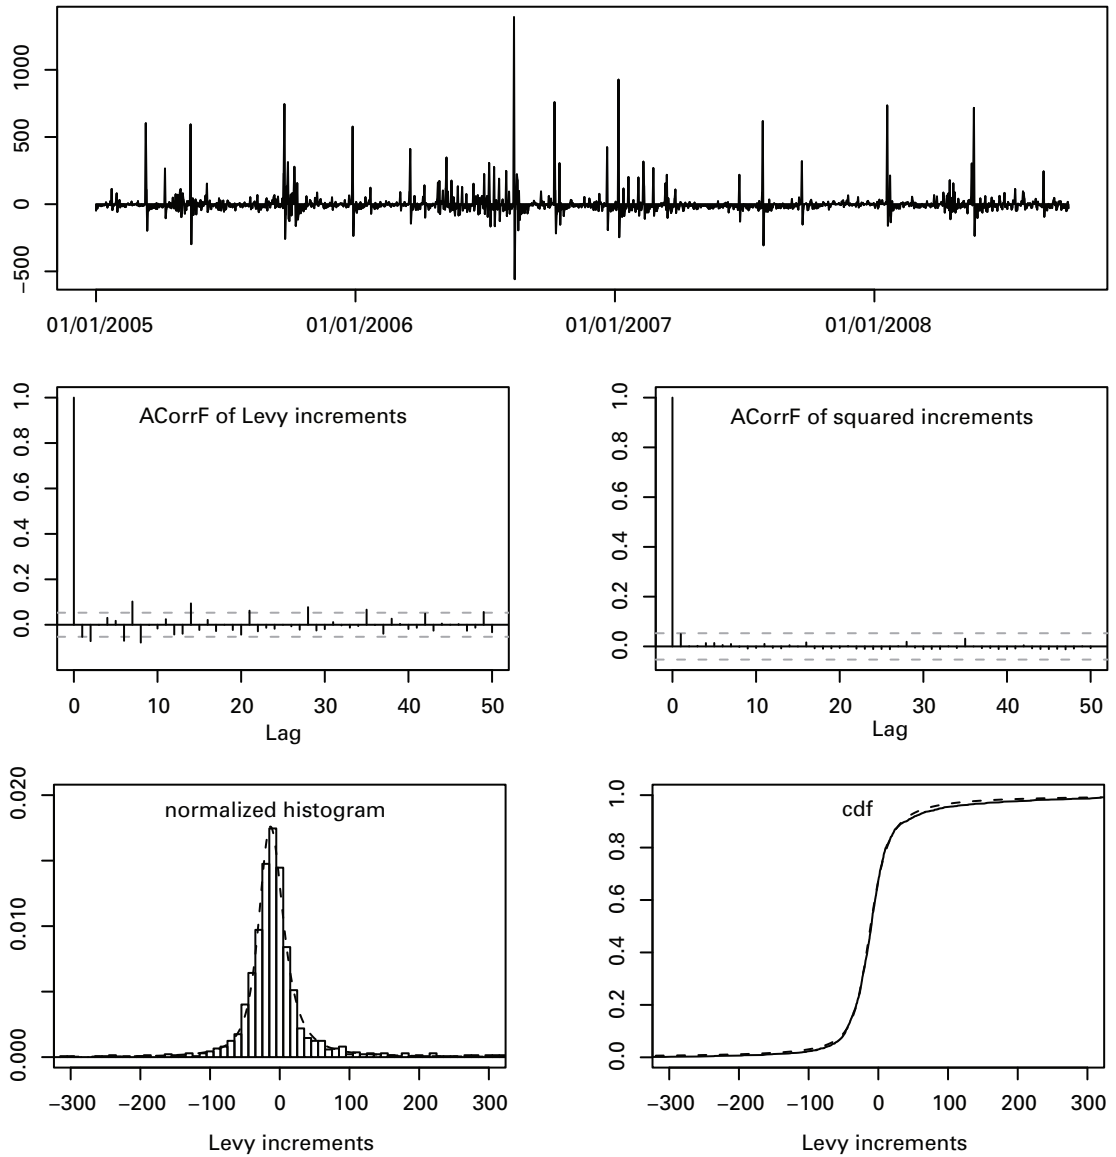 1000
500
0
−500
01/01/2005 01/01/2006 01/01/2007 01/01/2008
ACorrF of Levy increments
1.0
0.8
0.6
0.4
0.2
0.0
0 10 20 30 40 50
Lag
ACorrF of squared increments
1.0
0.8
0.6
0.4
0.2
0.0
0 10 20 30 40 50
Lag
normalized histogram
0.020
0.010
0.000
−300 −200 −100 0 100 200 300
Levy increments
cdf
1.0
0.8
0.6
0.4
0.2
0.0
−300 −200 −100 0 100 200 300
Levy increments